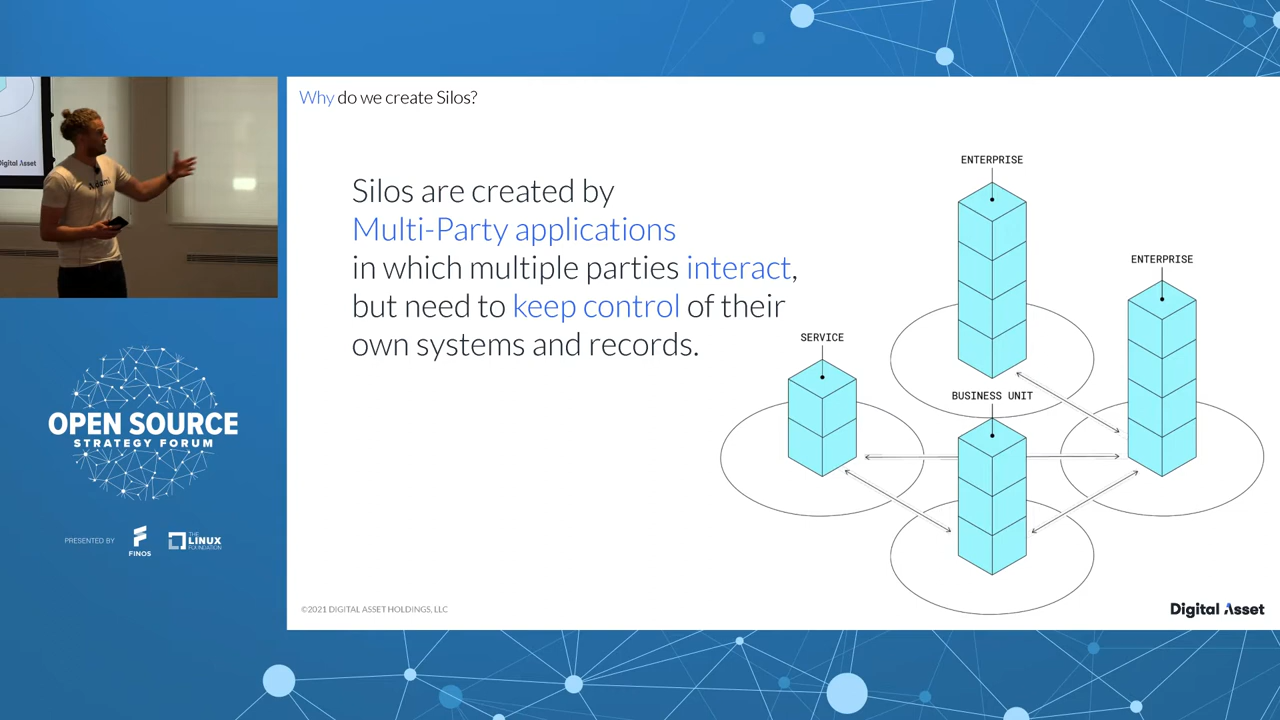 Digital Asset
Why do we create Silos?
Silos are created by
Multi-Party applications
in which multiple parties interact,
but need to keep control of their
own systems and records.
ENTERPRISE
ENTERPRISE
SERVICE
BUSINESS UNIT
OPEN SOURCE
STRATEGY FORUM
PRESENTED BY
FINOS
THE
LINUX
FOUNDATION
©2021 DIGITAL ASSET HOLDINGS, LLC
Digital Asset